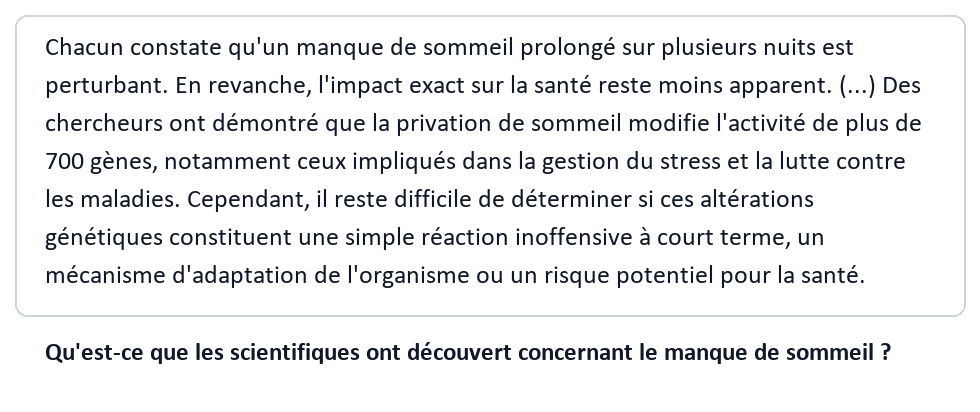 Chacun constate qu'un manque de sommeil prolongé sur plusieurs nuits est
perturbant. En revanche, l'impact exact sur la santé reste moins apparent. (...) Des
chercheurs ont démontré que la privation de sommeil modifie l'activité de plus de
700 gènes, notamment ceux impliqués dans la gestion du stress et la lutte contre
les maladies. Cependant, il reste difficile de déterminer si ces altérations
génétiques constituent une simple réaction inoffensive à court terme, un
mécanisme d'adaptation de l'organisme ou un risque potentiel pour la santé.
Qu'est-ce que les scientifiques ont découvert concernant le manque de sommeil ?